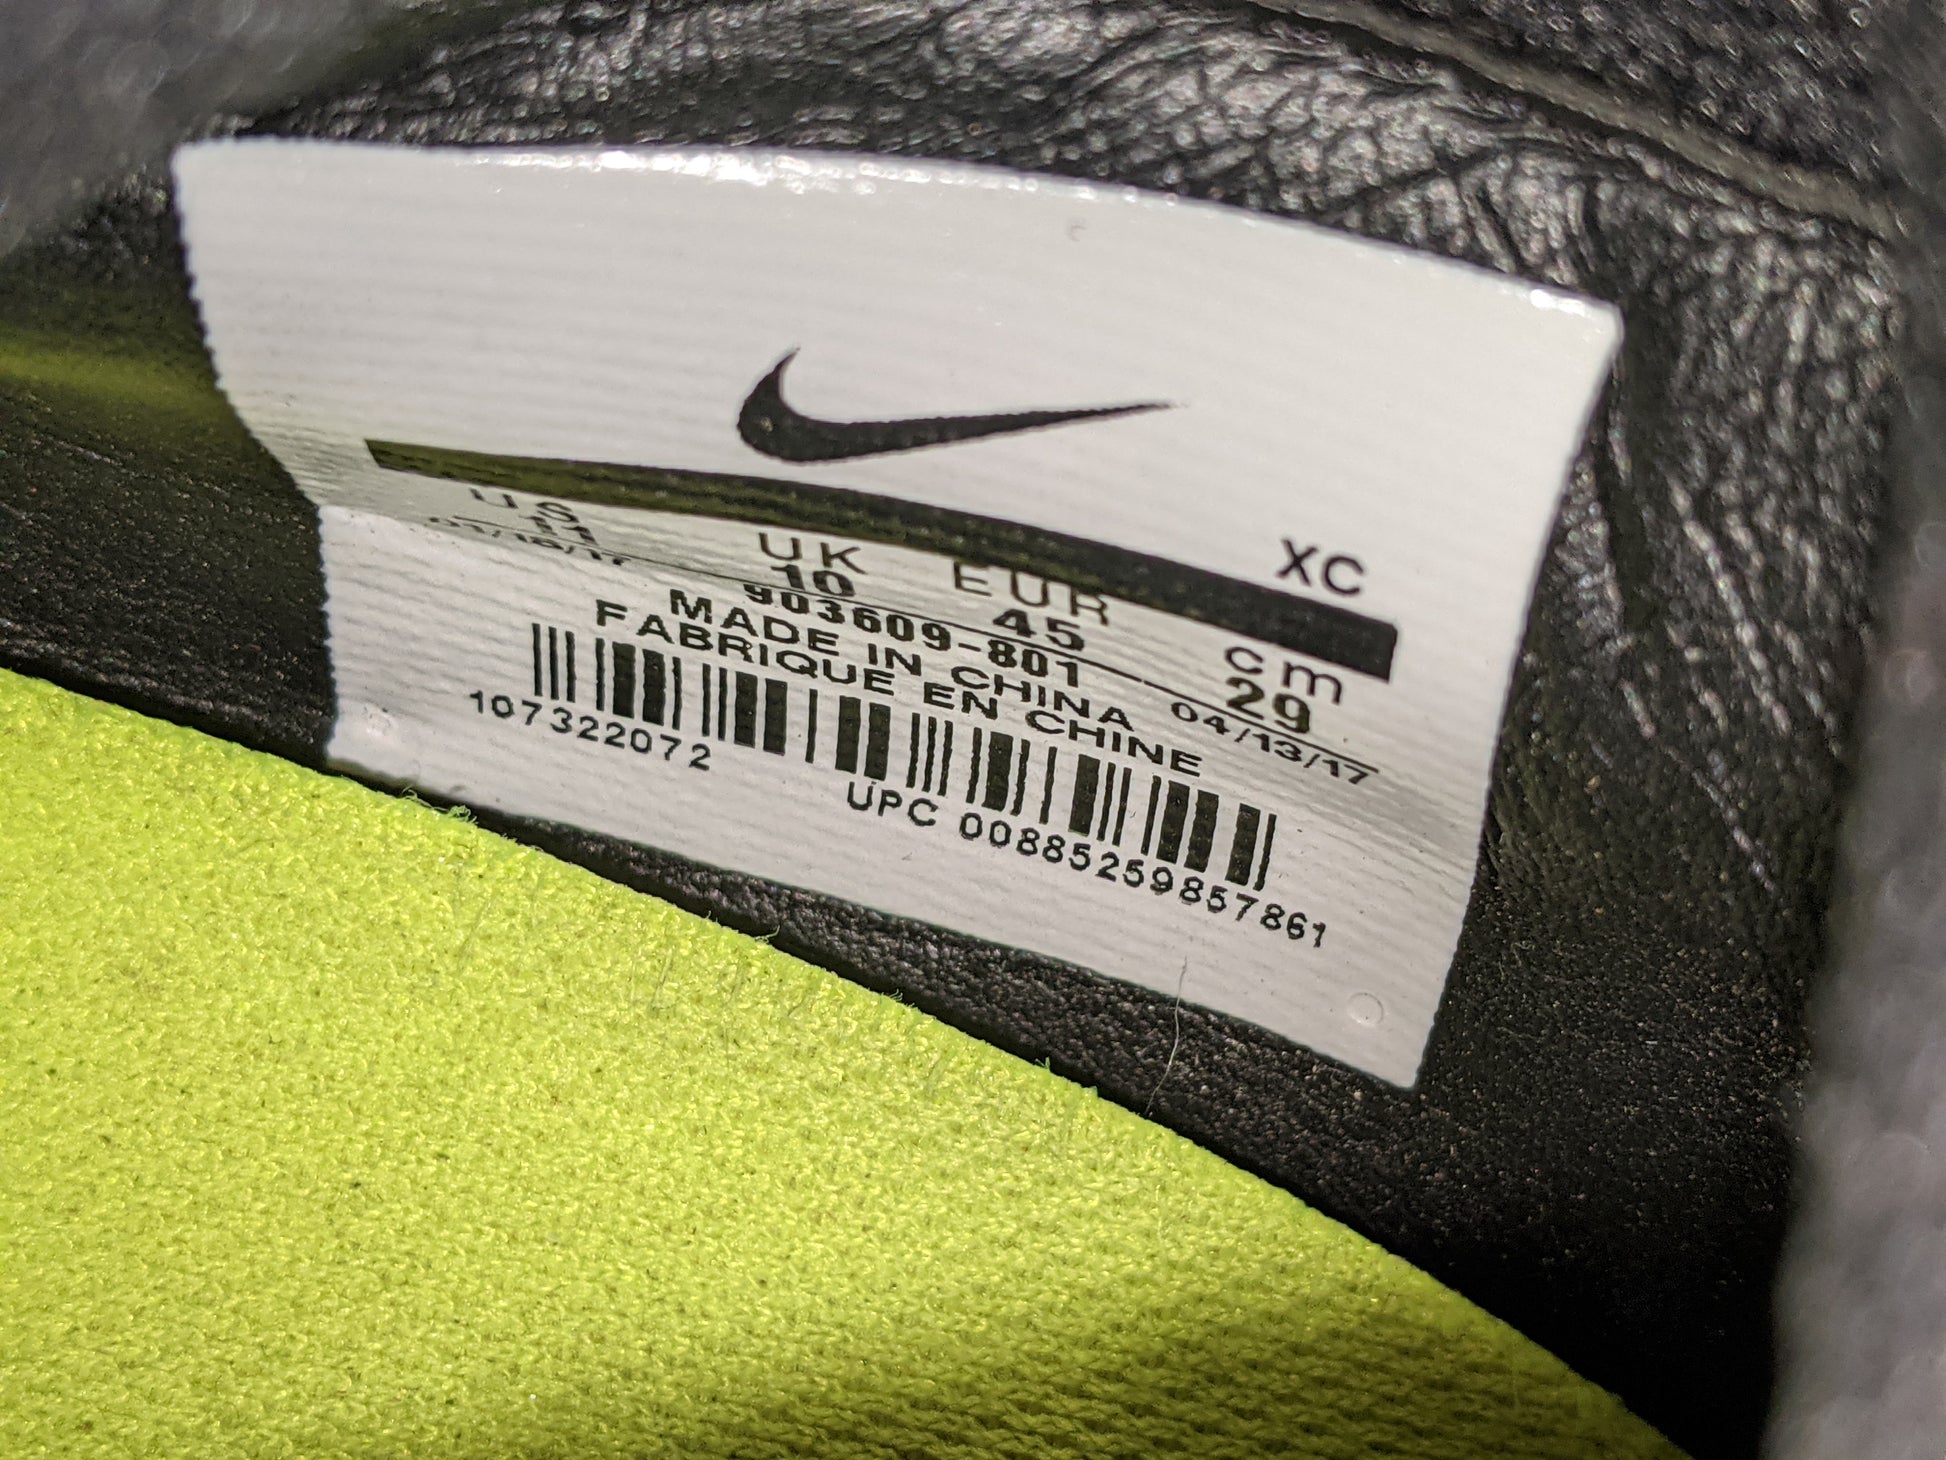 XC
US UK EUR cm
11 10 45 29
903609-801 04/13/17
MADE IN CHINA
FABRIQUE EN CHINE
107322072
UPC 00885259857861